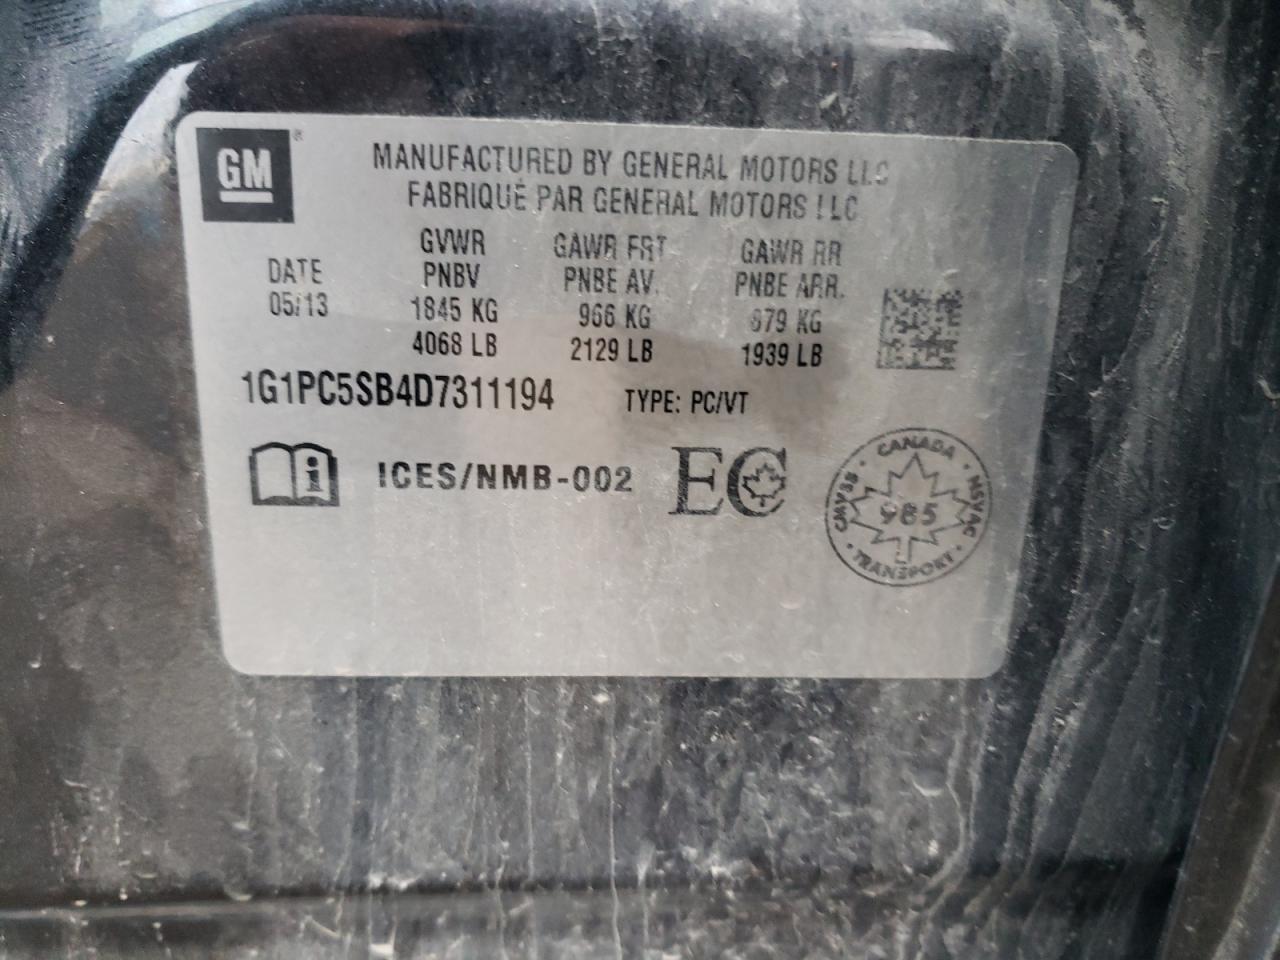 GM
MANUFACTURED BY GENERAL MOTORS LLC
FABRIQUÉ PAR GENERAL MOTORS LLC
DATE
05/13
GVWR
PNBV
1845 KG
4068 LB
GAWR FRT
PNBE AV.
966 KG
2129 LB
GAWR RR
PNBE ARR.
879 KG
1939 LB
1G1PC5SB4D7311194 TYPE: PC/VT
i ICES/NMB-002 EC
CANADA
CMVSS
NSVAC
985
TRANSPORT